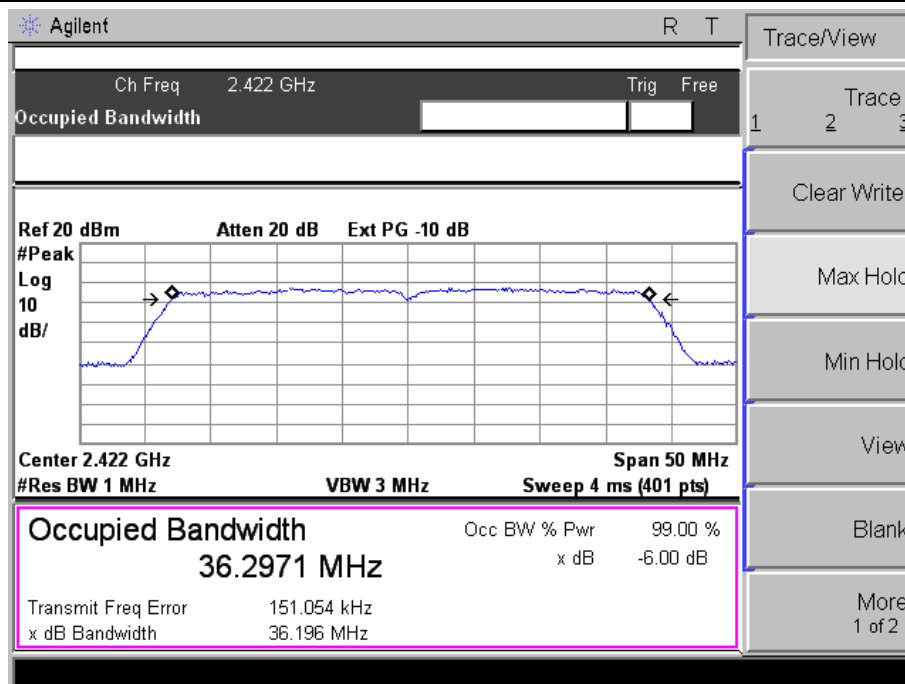 Agilent R T
Ch Freq 2.422 GHz Trig Free
Occupied Bandwidth
Ref 20 dBm Atten 20 dB Ext PG -10 dB
#Peak
Log
10
dB/
Center 2.422 GHz Span 50 MHz
#Res BW 1 MHz VBW 3 MHz Sweep 4 ms (401 pts)
Occupied Bandwidth Occ BW % Pwr 99.00 %
36.2971 MHz x dB -6.00 dB
Transmit Freq Error 151.054 kHz
x dB Bandwidth 36.196 MHz
Trace/View
Trace
1 2 3
Clear Write
Max Hold
Min Hold
View
Blank
More
1 of 2